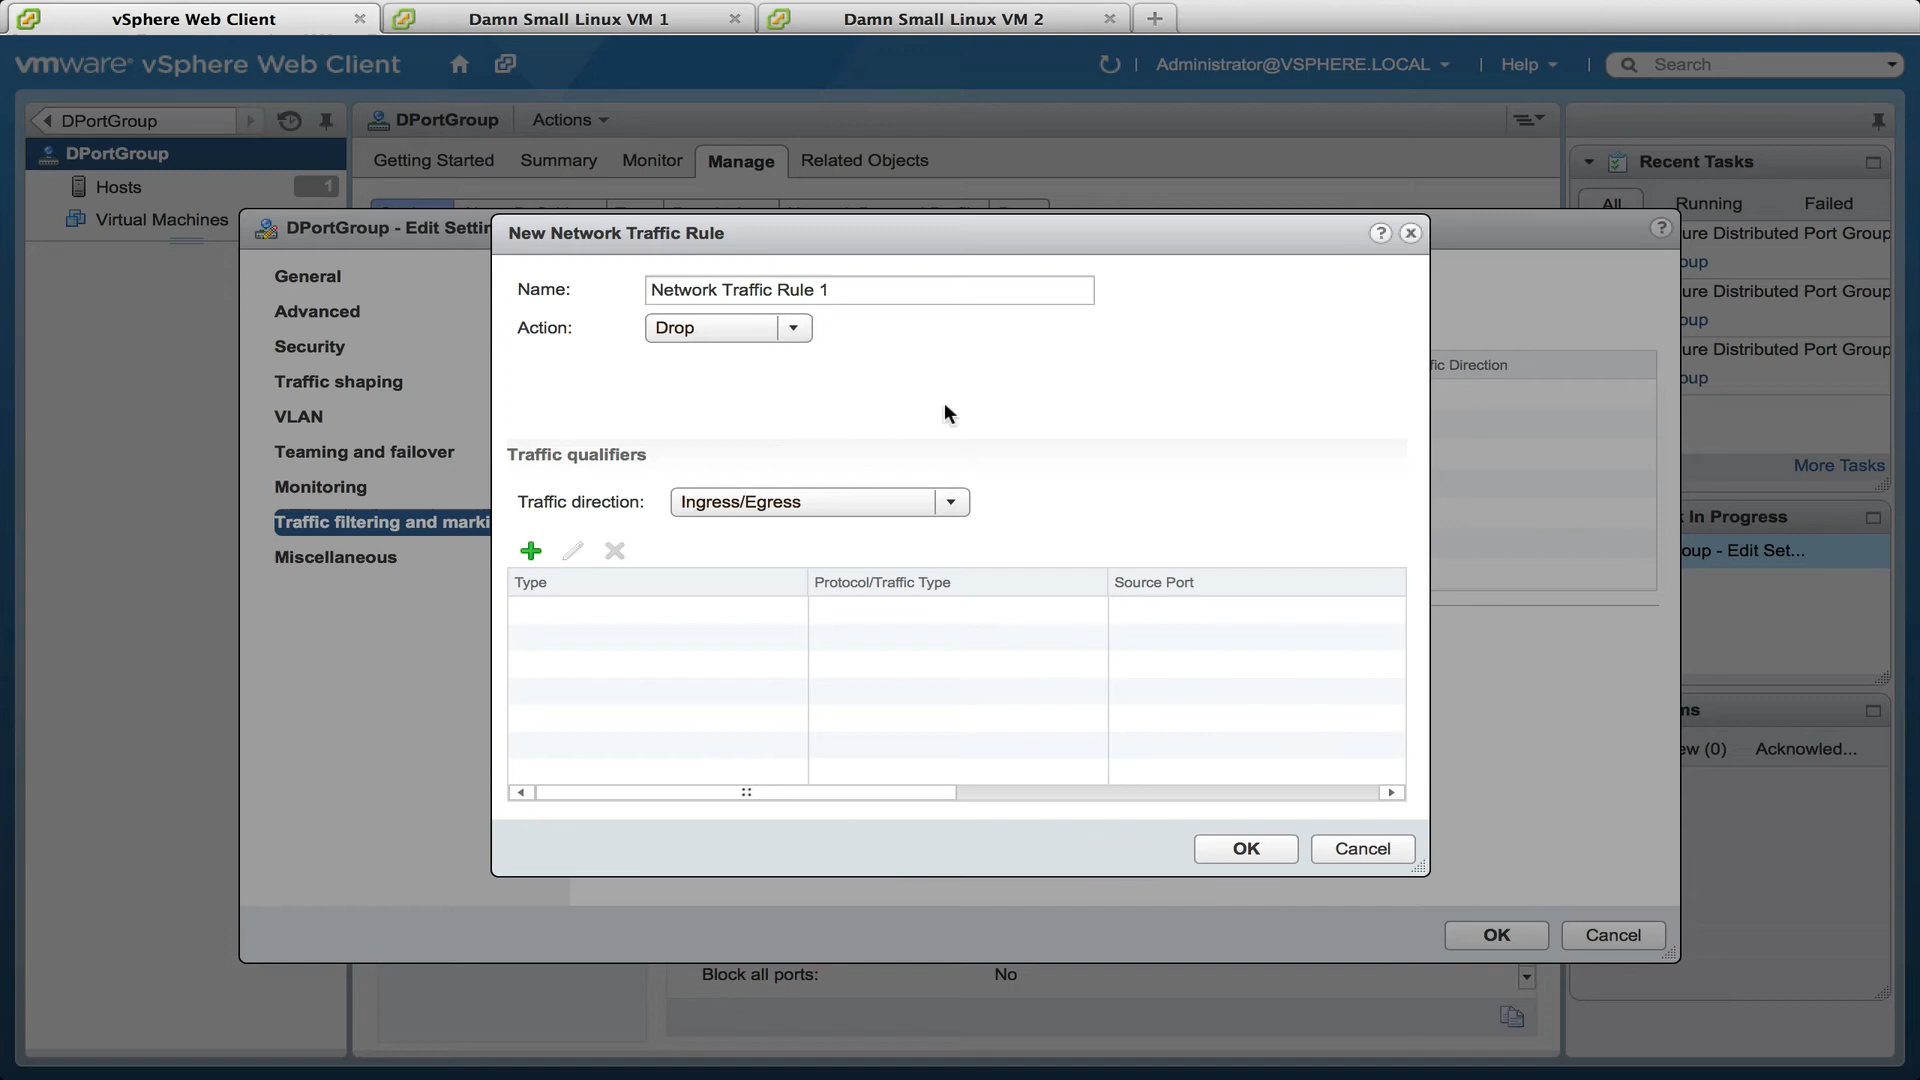 vSphere Web Client
Damn Small Linux VM 1
Damn Small Linux VM 2
vmware® vSphere Web Client
Administrator@VSPHERE.LOCAL
Help
Search
DPortGroup
DPortGroup
Actions
DPortGroup
Hosts
1
Virtual Machines
Getting Started
Summary
Monitor
Manage
Related Objects
Recent Tasks
All
Running
Failed
ure Distributed Port Group
oup
ure Distributed Port Group
oup
ure Distributed Port Group
oup
More Tasks
k In Progress
oup - Edit Set...
ms
ew (0)
Acknowled...
DPortGroup - Edit Settin
General
Advanced
Security
Traffic shaping
VLAN
Teaming and failover
Monitoring
Traffic filtering and marki
Miscellaneous
fic Direction
New Network Traffic Rule
Name:
Network Traffic Rule 1
Action:
Drop
Traffic qualifiers
Traffic direction:
Ingress/Egress
Type
Protocol/Traffic Type
Source Port
OK
Cancel
OK
Cancel
Block all ports:
No